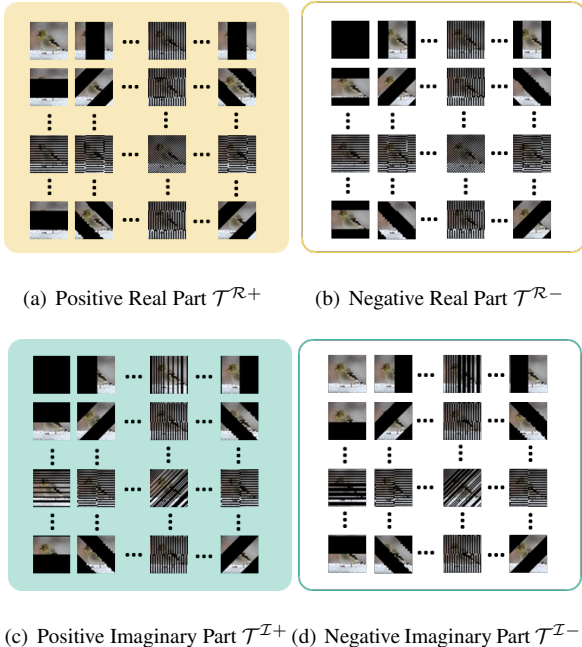 (a) Positive Real Part 𝒯^{ℛ+}
(b) Negative Real Part 𝒯^{ℛ−}
(c) Positive Imaginary Part 𝒯^{ℐ+}
(d) Negative Imaginary Part 𝒯^{ℐ−}